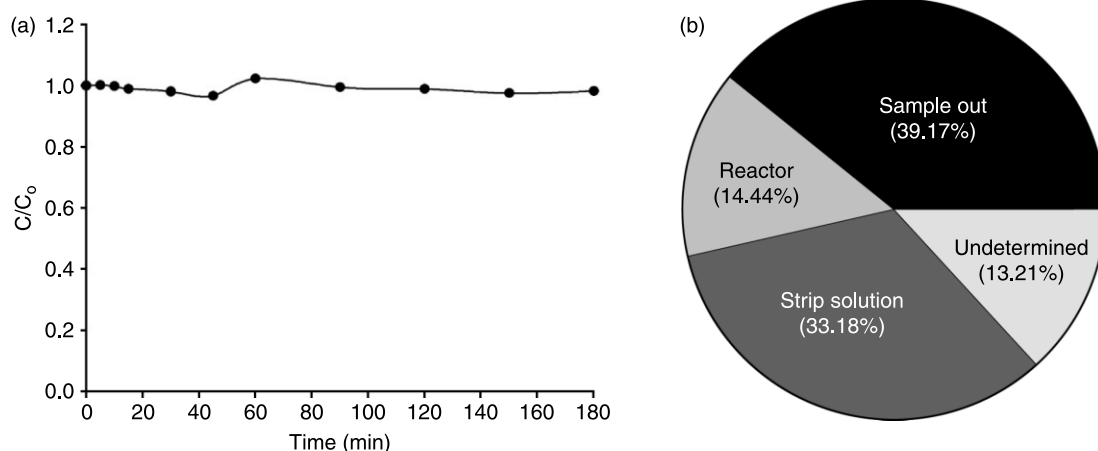 (a)
1.2
1.0
0.8
0.6
0.4
0.2
0.0
C/Co
0 20 40 60 80 100 120 140 160 180
Time (min)
(b)
Sample out
(39.17%)
Reactor
(14.44%)
Undetermined
(13.21%)
Strip solution
(33.18%)